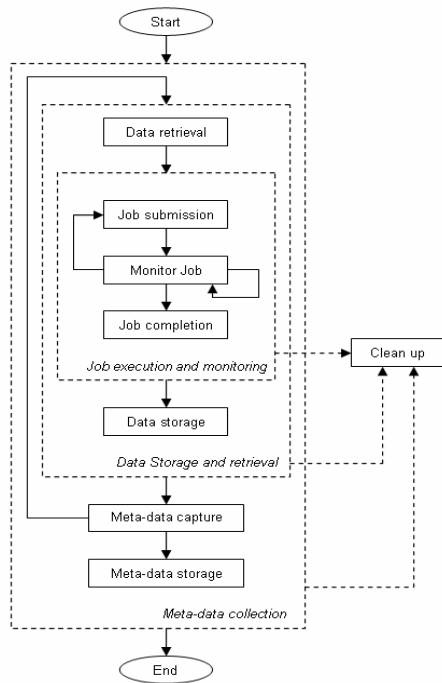 Start
Data retrieval
Job submission
Monitor Job
Job completion
Job execution and monitoring
Clean up
Data storage
Data Storage and retrieval
Meta-data capture
Meta-data storage
Meta-data collection
End